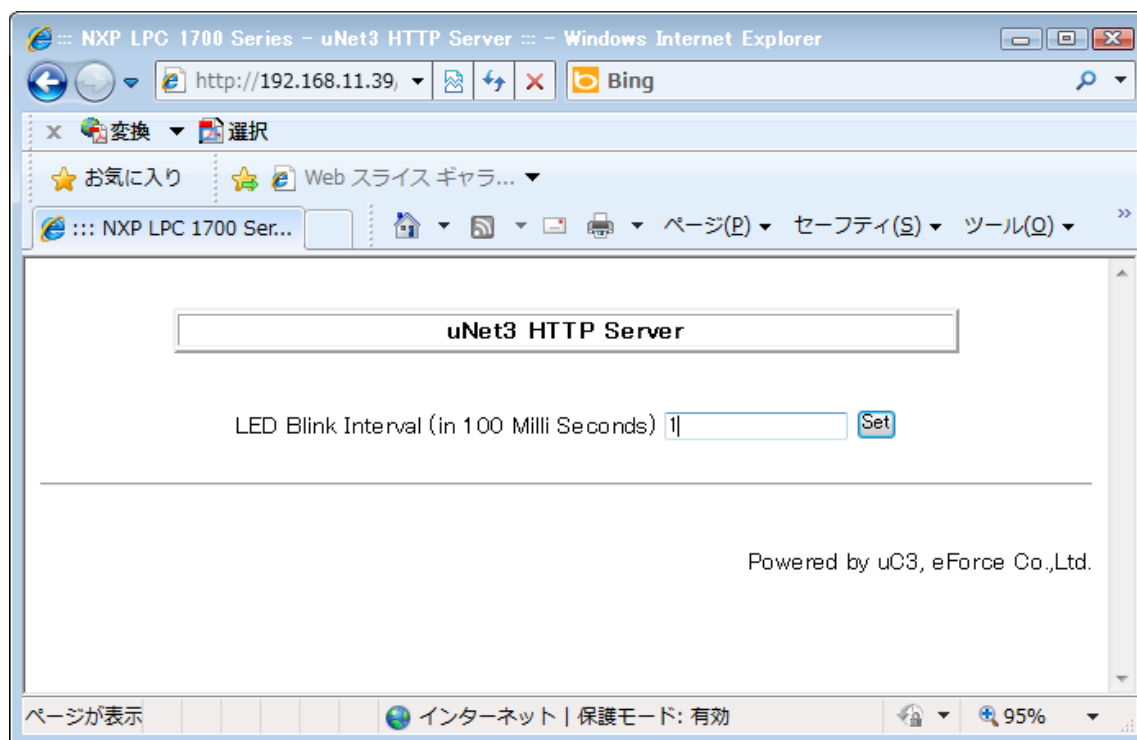 ::: NXP LPC 1700 Series - uNet3 HTTP Server ::: - Windows Internet Explorer
http://192.168.11.39/ Bing
x 変換 選択
お気に入り Web スライス ギャラ...
::: NXP LPC 1700 Ser... ページ(P) セーフティ(S) ツール(O) »
uNet3 HTTP Server
LED Blink Interval (in 100 Milli Seconds) 1 Set
Powered by uC3, eForce Co.,Ltd.
ページが表示 インターネット | 保護モード: 有効 95%